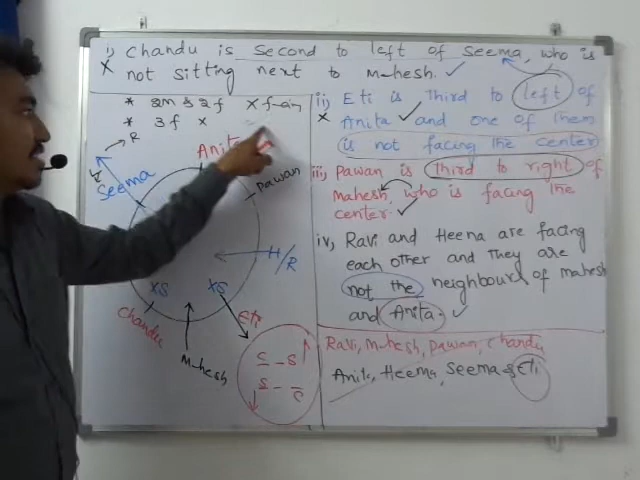 i) Chandu is second to left of Seema, who is
x not sitting next to Mahesh. ✓
* 2m & 2f x f-ain
* 3f x
R
Seema
Anita
Pawan
H/R
xs xs
Eti
Chandu
Mahesh
C - S
S - C
ii) Eti is Third to left of
x Anita ✓ and one of them
is not facing the center
iii, Pawan is third to right of
Mahesh, who is facing the
center. ✓
iv, Ravi and Heena are facing
each other and They are
not the neighbours of mahesh
and Anita. ✓
Ravi, Mahesh, pawan, chandu
Anita, Heema, Seema & Eti